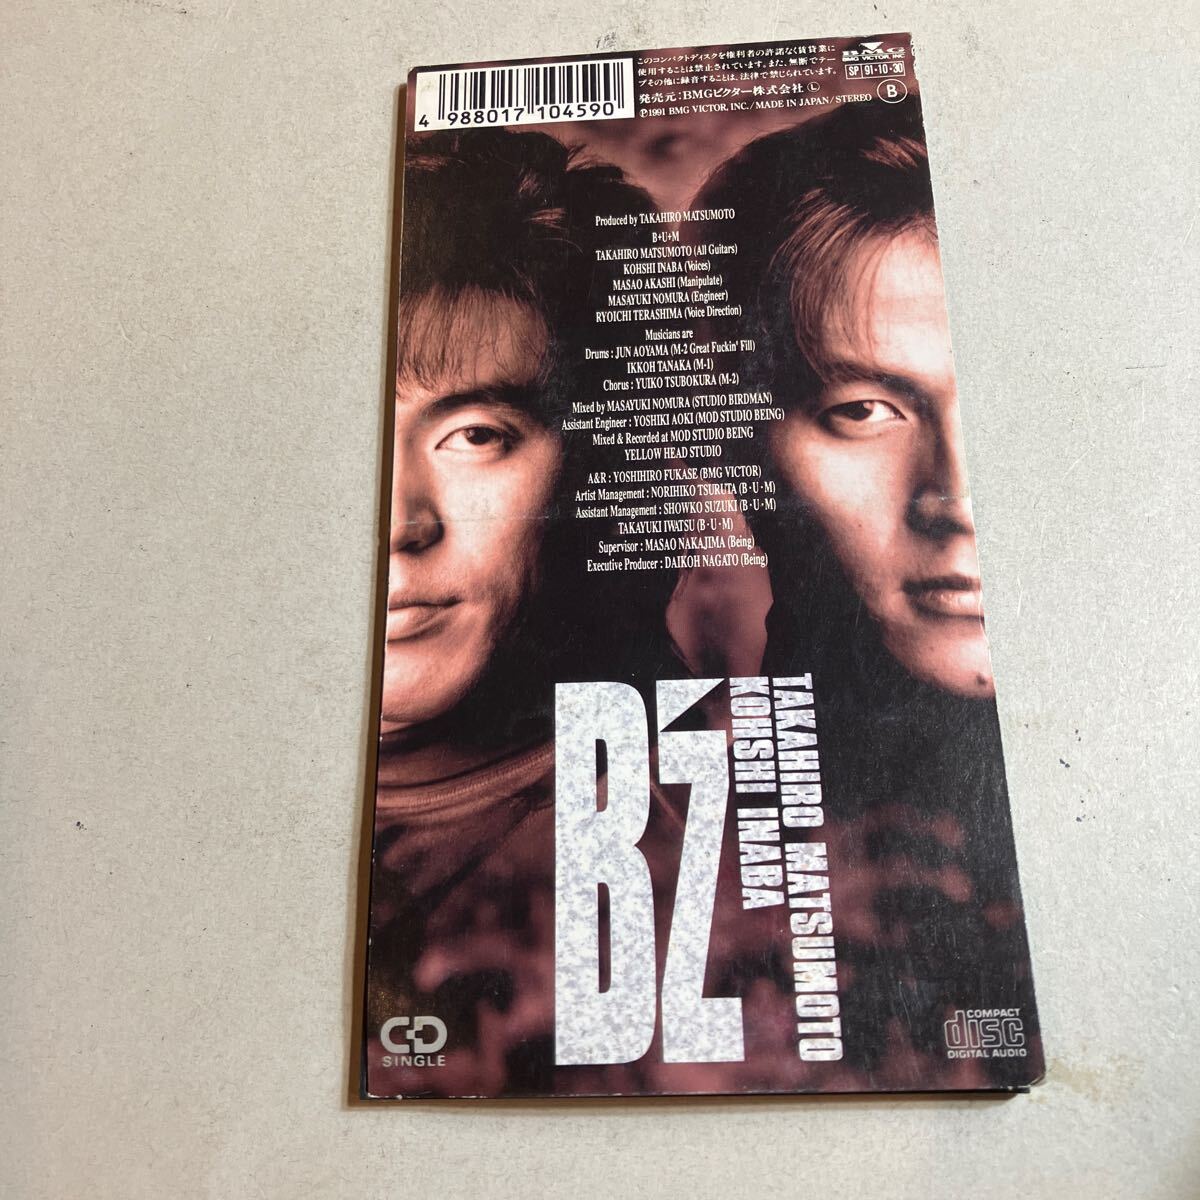 4 988017 104590
このコンパクトディスクを権利者の許諾なく賃貸業に
使用することは禁止されています。また、無断でテー
プその他に録音することは、法律で禁じられています。
発売元:BMGビクター株式会社 Ⓛ
Ⓟ1991 BMG VICTOR, INC./MADE IN JAPAN/STEREO
BMG
BMG VICTOR, INC
SP 91·10·30
B
Produced by TAKAHIRO MATSUMOTO
B+U+M
TAKAHIRO MATSUMOTO (All Guitars)
KOHSHI INABA (Voices)
MASAO AKASHI (Manipulate)
MASAYUKI NOMURA (Engineer)
RYOICHI TERASHIMA (Voice Direction)
Musicians are
Drums : JUN AOYAMA (M-2 Great Fuckin' Fill)
IKKOH TANAKA (M-1)
Chorus : YUIKO TSUBOKURA (M-2)
Mixed by MASAYUKI NOMURA (STUDIO BIRDMAN)
Assistant Engineer : YOSHIKI AOKI (MOD STUDIO BEING)
Mixed & Recorded at MOD STUDIO BEING
YELLOW HEAD STUDIO
A&R : YOSHIHIRO FUKASE (BMG VICTOR)
Artist Management : NORIHIKO TSURUTA (B·U·M)
Assistant Management : SHOWKO SUZUKI (B·U·M)
TAKAYUKI IWATSU (B·U·M)
Supervisor : MASAO NAKAJIMA (Being)
Executive Producer : DAIKOH NAGATO (Being)
B'z
TAKAHIRO MATSUMOTO
KOHSHI INABA
CD
SINGLE
COMPACT
disc
DIGITAL AUDIO